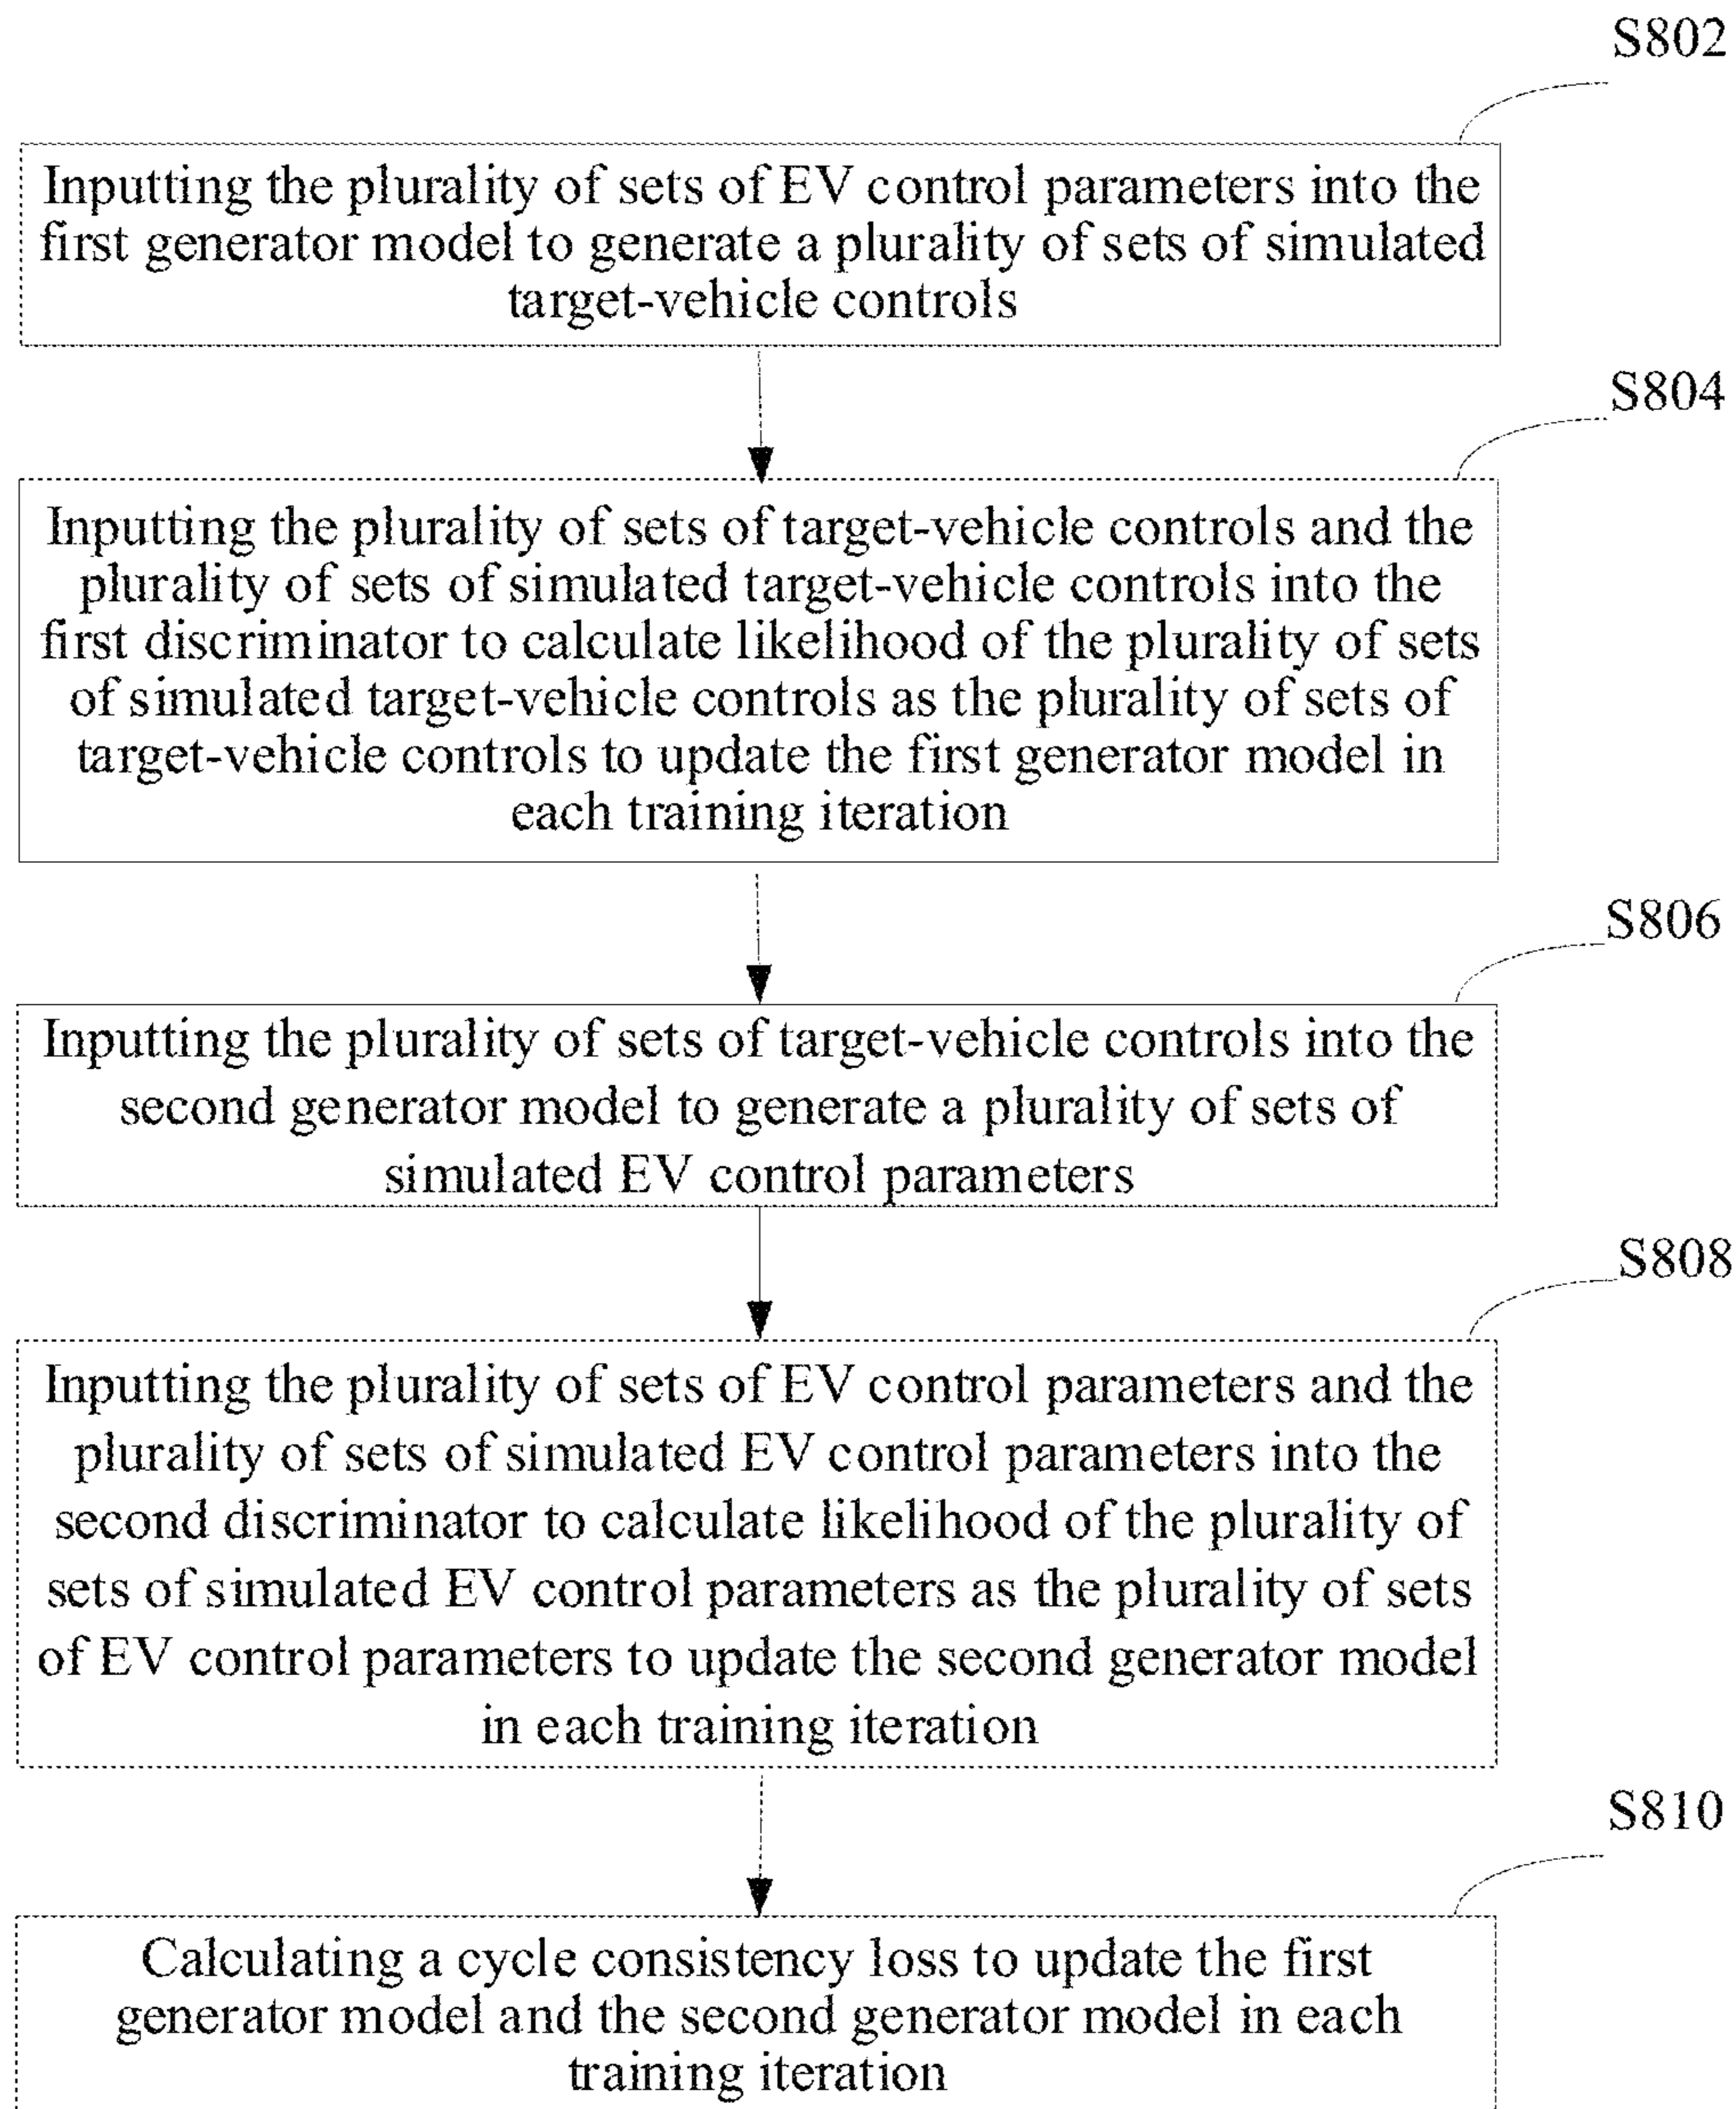 S802
Inputting the plurality of sets of EV control parameters into the
first generator model to generate a plurality of sets of simulated
target-vehicle controls
S804
Inputting the plurality of sets of target-vehicle controls and the
plurality of sets of simulated target-vehicle controls into the
first discriminator to calculate likelihood of the plurality of sets
of simulated target-vehicle controls as the plurality of sets of
target-vehicle controls to update the first generator model in
each training iteration
S806
Inputting the plurality of sets of target-vehicle controls into the
second generator model to generate a plurality of sets of
simulated EV control parameters
S808
Inputting the plurality of sets of EV control parameters and the
plurality of sets of simulated EV control parameters into the
second discriminator to calculate likelihood of the plurality of
sets of simulated EV control parameters as the plurality of sets
of EV control parameters to update the second generator model
in each training iteration
S810
Calculating a cycle consistency loss to update the first
generator model and the second generator model in each
training iteration